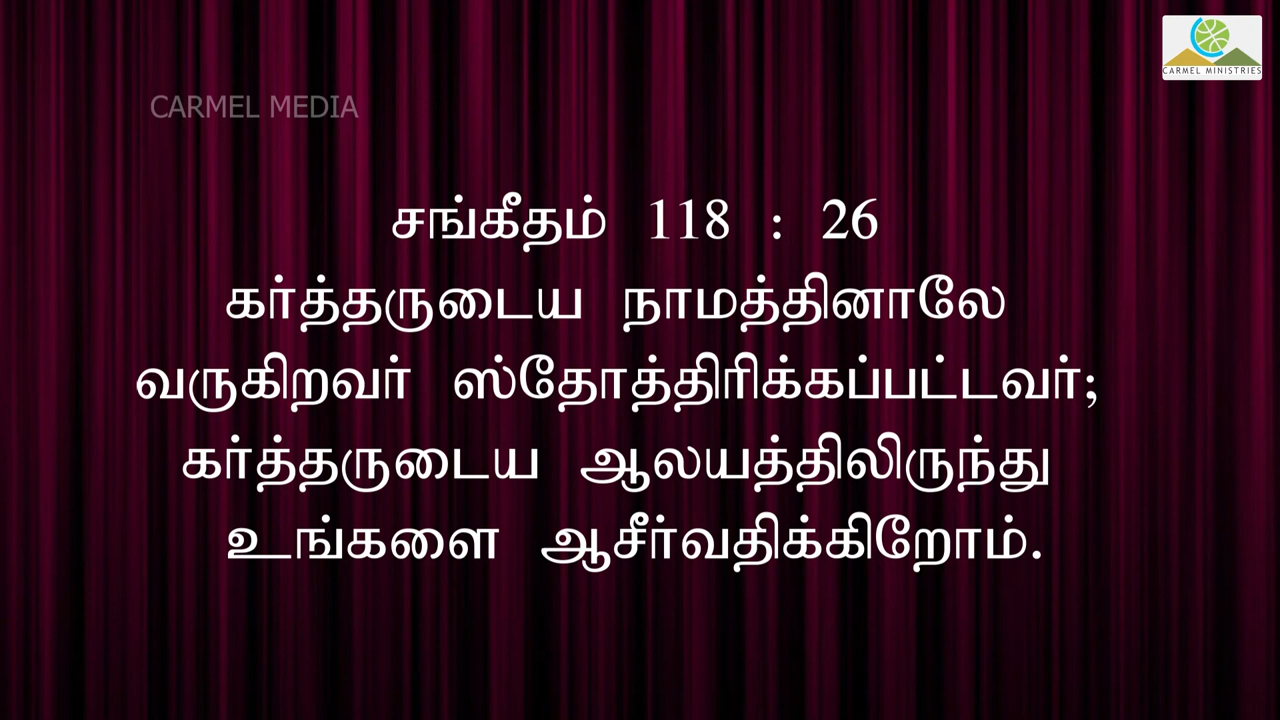 CARMEL MINISTRIES
CARMEL MEDIA
சங்கீதம் 118 : 26
கர்த்தருடைய நாமத்தினாலே
வருகிறவர் ஸ்தோத்திரிக்கப்பட்டவர்;
கர்த்தருடைய ஆலயத்திலிருந்து
உங்களை ஆசீர்வதிக்கிறோம்.